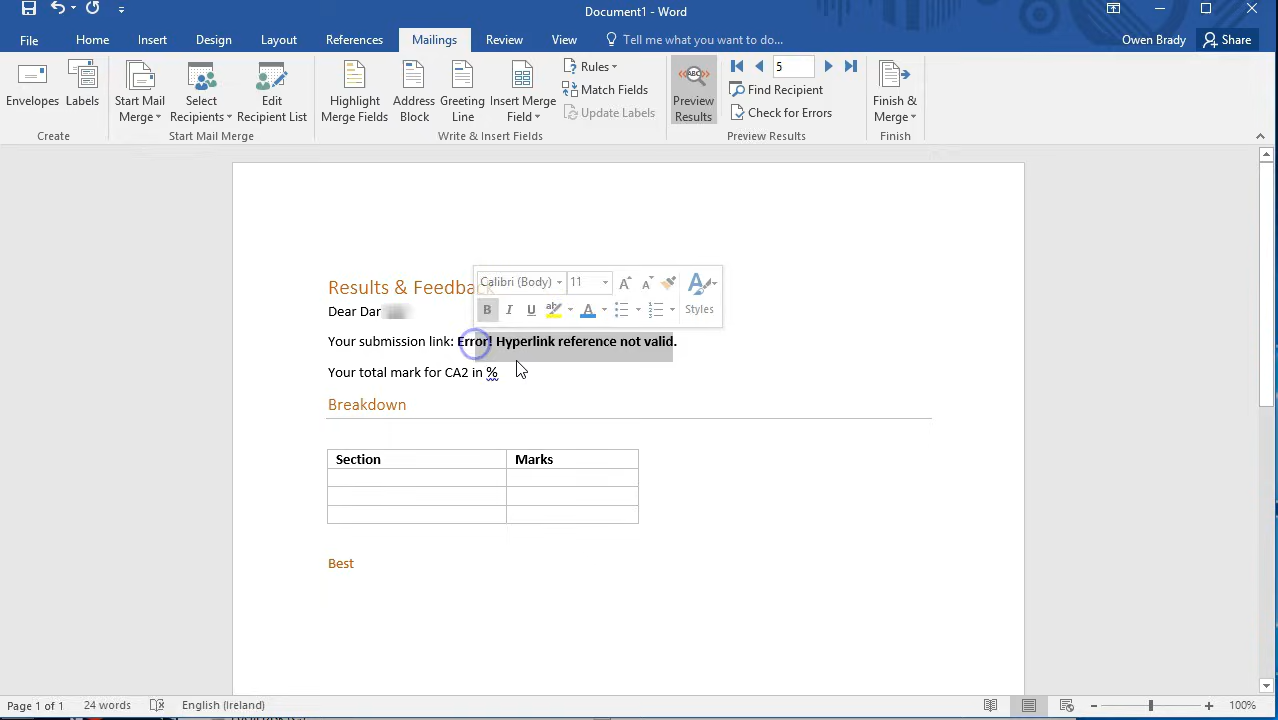 Document1 - Word
File Home Insert Design Layout References Mailings Review View Tell me what you want to do... Owen Brady Share
Envelopes
Labels
Create
Start Mail Merge
Select Recipients
Edit Recipient List
Start Mail Merge
Highlight Merge Fields
Address Block
Greeting Line
Insert Merge Field
Rules
Match Fields
Update Labels
Write & Insert Fields
ABC
Preview Results
5
Find Recipient
Check for Errors
Preview Results
Finish & Merge
Finish
Calibri (Body) 11
B I U ab A Styles
Results & Feedba
Dear Dar
Your submission link: Error! Hyperlink reference not valid.
Your total mark for CA2 in %
Breakdown
Section Marks
Best
Page 1 of 1 24 words English (Ireland) 100%